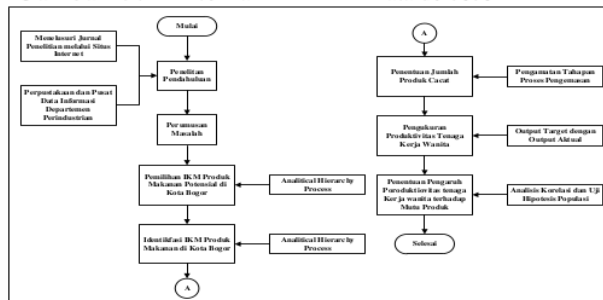 Mulai
Menelusuri Jurnal
Penelitian melalui Situs
Internet
Perpustakaan dan Pusat
Data Informasi
Departemen
Perindustrian
Penelitan
Pendahuluan
Perumusan
Masalah
Pemilihan IKM Produk
Makanan Potensial di
Kota Bogor
Analitical Hierarchy
Process
Identifkasi IKM Produk
Makanan di Kota Bogor
Analitical Hierarchy
Process
A
A
Penentuan Jumlah
Produk Cacat
Pengamatan Tahapan
Proses Pengemasan
Pengukuran
Produktivitas Tenaga
Kerja Wanita
Output Target dengan
Output Aktual
Penentuan Pengaruh
Poroduktiovitas tenaga
Kerja wanita terhadap
Mutu Produk
Analisis Korelasi dan Uji
Hipotesis Populasi
Selesai